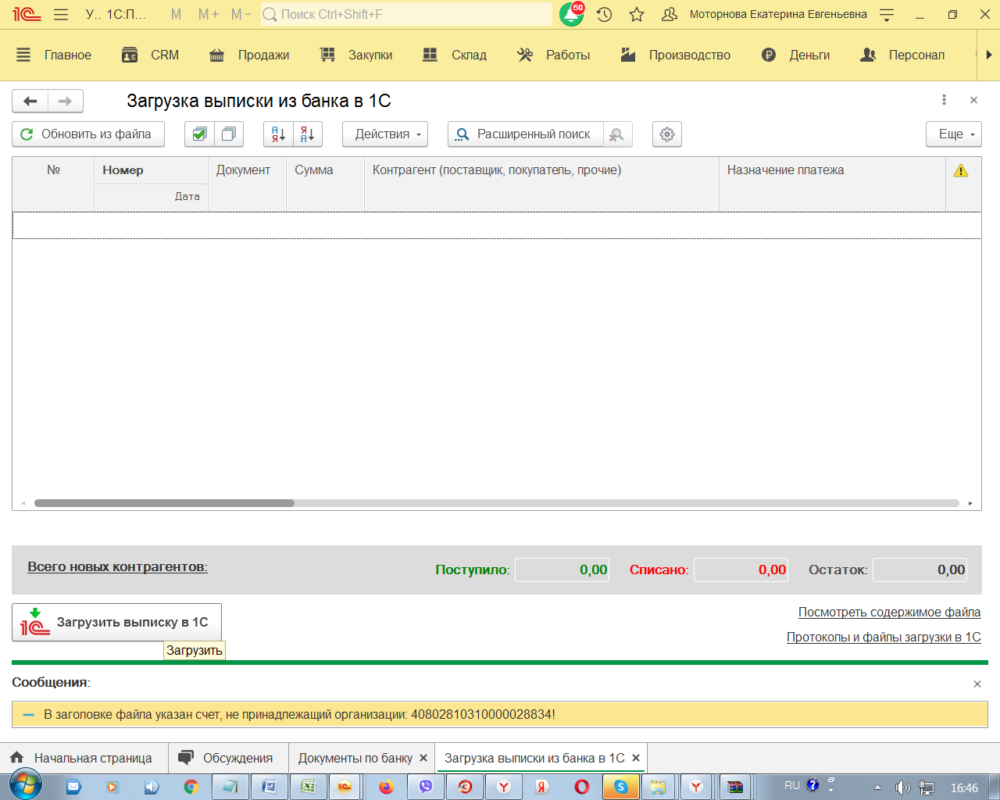 У.. 1С:П... M M+ M- Поиск Ctrl+Shift+F 50 Моторнова Екатерина Евгеньевна
Главное CRM Продажи Закупки Склад Работы Производство Деньги Персонал
Загрузка выписки из банка в 1С
Обновить из файла Действия Расширенный поиск Еще
№ Номер Документ Сумма Контрагент (поставщик, покупатель, прочие) Назначение платежа
Дата
Всего новых контрагентов: Поступило: 0,00 Списано: 0,00 Остаток: 0,00
Загрузить выписку в 1С
Посмотреть содержимое файла
Протоколы и файлы загрузки в 1С
Загрузить
Сообщения:
В заголовке файла указан счет, не принадлежащий организации: 40802810310000028834!
Начальная страница Обсуждения Документы по банку Загрузка выписки из банка в 1С
RU 16:46